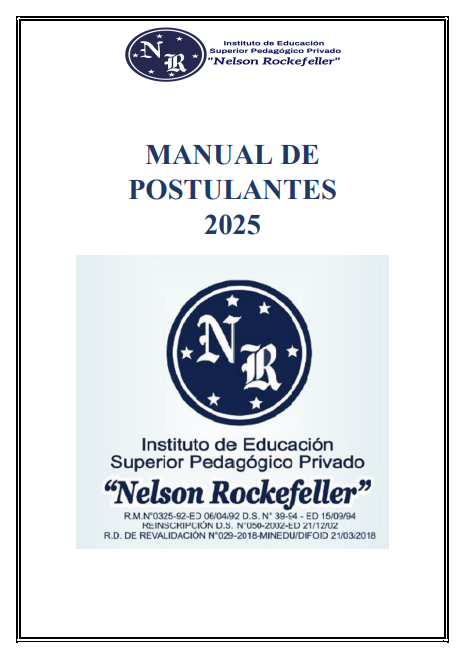 N R
Instituto de Educación
Superior Pedagógico Privado
"Nelson Rockefeller"
MANUAL DE
POSTULANTES
2025
N R
Instituto de Educación
Superior Pedagógico Privado
“Nelson Rockefeller”
R.M.N°0325-92-ED 06/04/92 D.S. N° 39-94 - ED 15/09/94
REINSCRIPCIÓN D.S. N°050-2002-ED 21/12/02
R.D. DE REVALIDACIÓN N°029-2018-MINEDU/DIFOID 21/03/2018